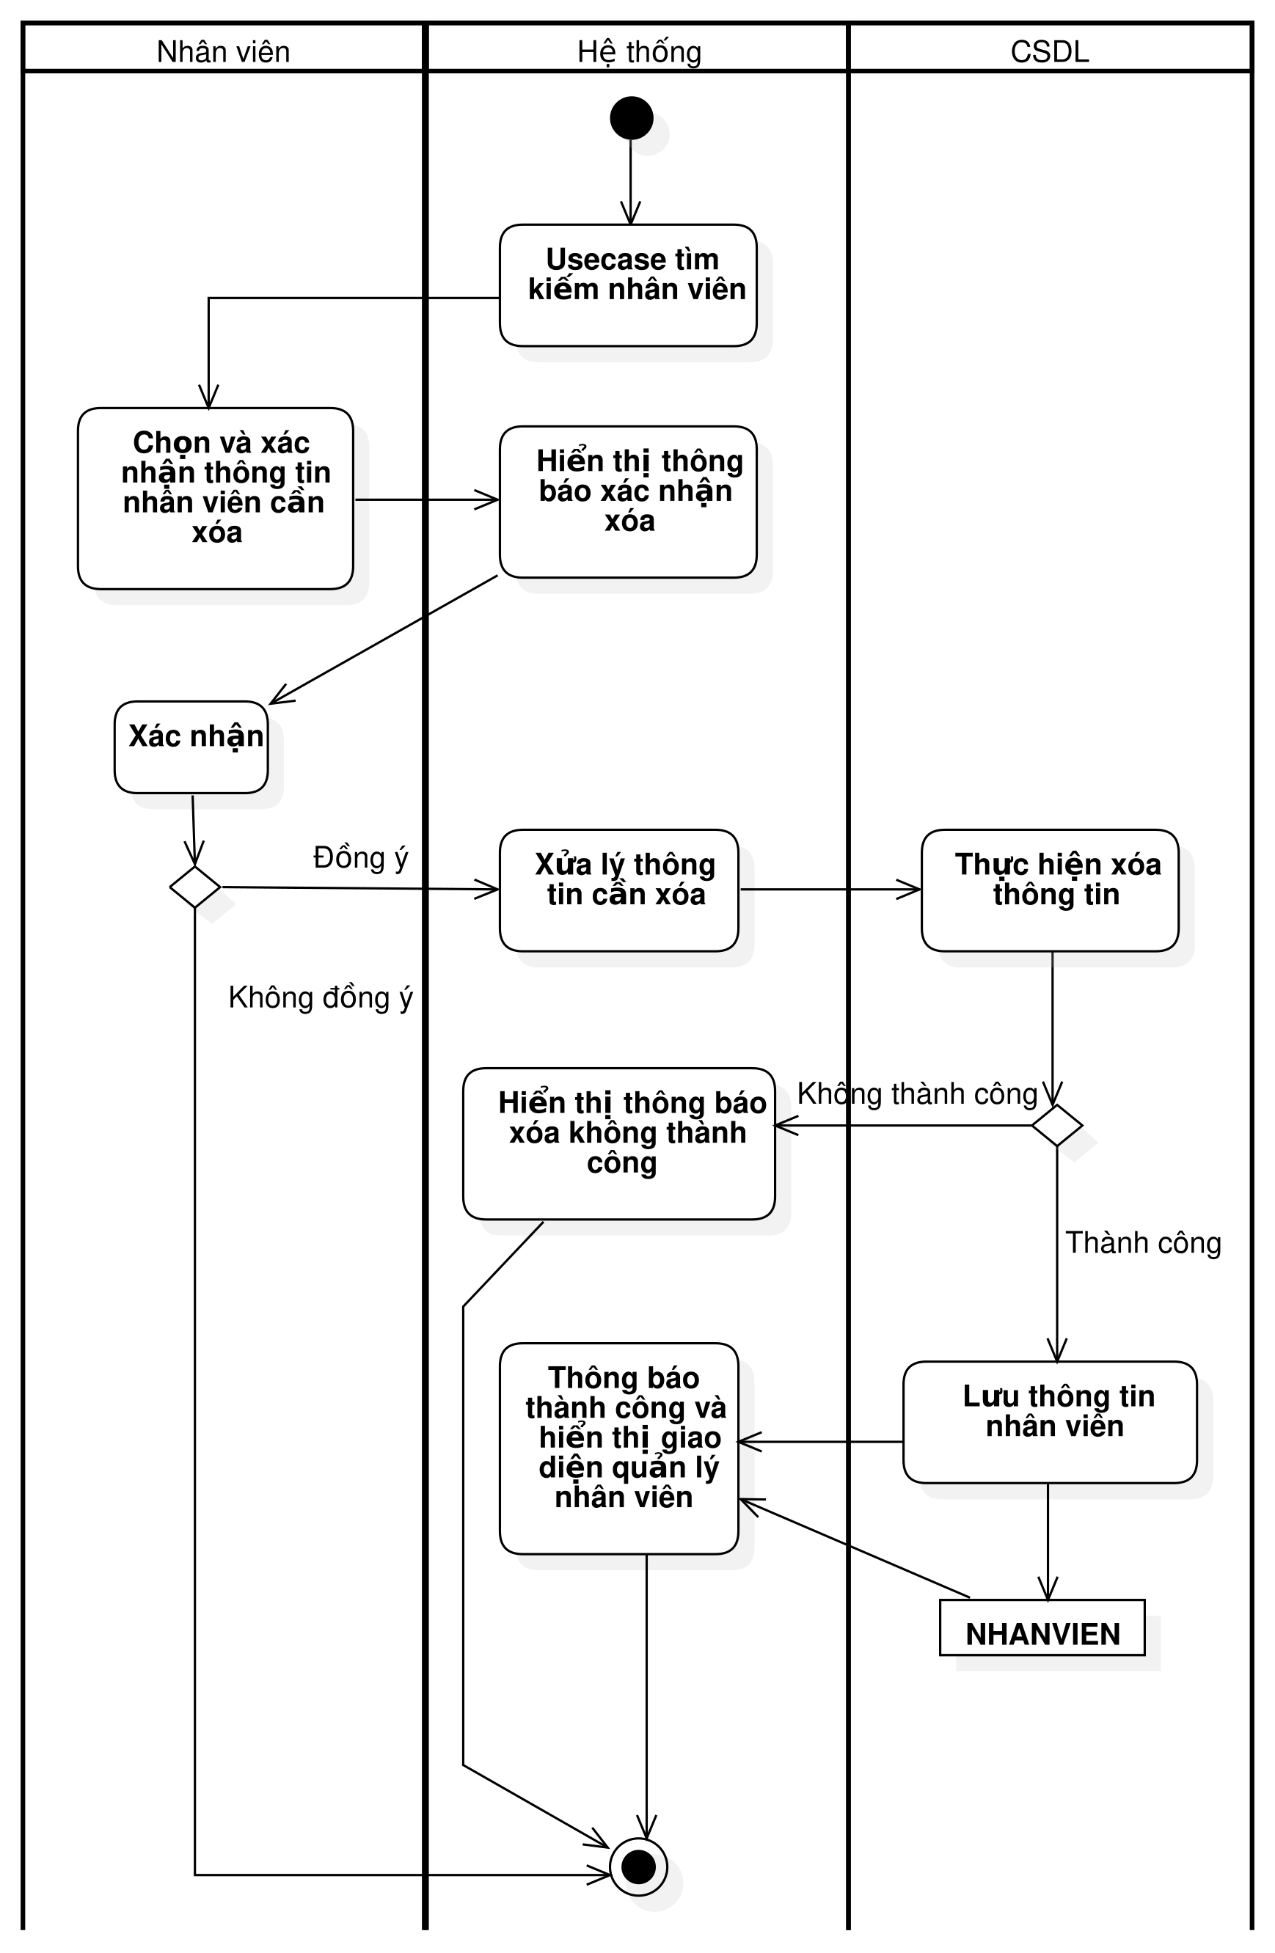 Nhân viên
Hệ thống
CSDL
Usecase tìm
kiếm nhân viên
Chọn và xác
nhận thông tin
nhân viên cần
xóa
Hiển thị thông
báo xác nhận
xóa
Xác nhận
Đồng ý
Xửa lý thông
tin cần xóa
Thực hiện xóa
thông tin
Không đồng ý
Hiển thị thông báo
xóa không thành
công
Không thành công
Thành công
Thông báo
thành công và
hiển thị giao
diện quản lý
nhân viên
Lưu thông tin
nhân viên
NHANVIEN